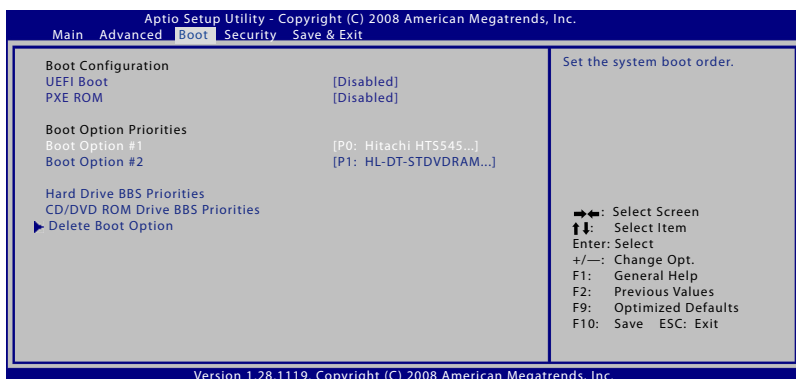 Aptio Setup Utility - Copyright (C) 2008 American Megatrends, Inc.
Main Advanced Boot Security Save & Exit
Boot Configuration
UEFI Boot [Disabled]
PXE ROM [Disabled]
Boot Option Priorities
Boot Option #1 [P0: Hitachi HTS545...]
Boot Option #2 [P1: HL-DT-STDVDRAM...]
Hard Drive BBS Priorities
CD/DVD ROM Drive BBS Priorities
Delete Boot Option
Set the system boot order.
→←: Select Screen
↑↓: Select Item
Enter: Select
+/—: Change Opt.
F1: General Help
F2: Previous Values
F9: Optimized Defaults
F10: Save ESC: Exit
Version 1.28.1119. Copyright (C) 2008 American Megatrends, Inc.